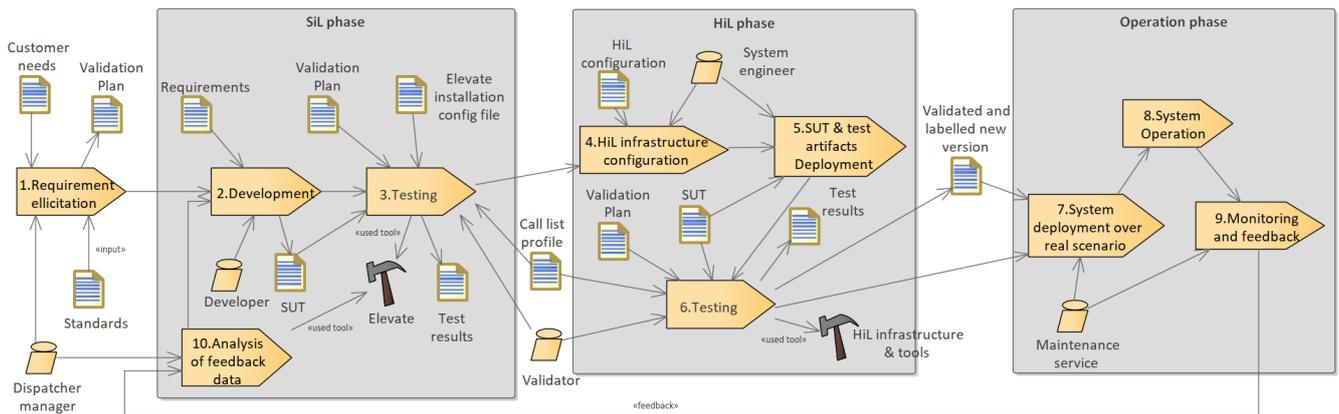 SiL phase
HiL phase
Operation phase
Customer
needs
Validation
Plan
1.Requirement
ellicitation
«input»
Standards
Dispatcher
manager
Requirements
Validation
Plan
Elevate
installation
config file
2.Development
3.Testing
«used tool»
Developer
SUT
Elevate
Test
results
«used tool»
10.Analysis
of feedback
data
Call list
profile
Validator
HiL
configuration
System
engineer
4.HiL infrastructure
configuration
5.SUT & test
artifacts
Deployment
Validation
Plan
SUT
Test
results
6.Testing
«used tool»
HiL infrastructure
& tools
Validated and
labelled new
version
8.System
Operation
7.System
deployment over
real scenario
9.Monitoring
and feedback
Maintenance
service
«feedback»